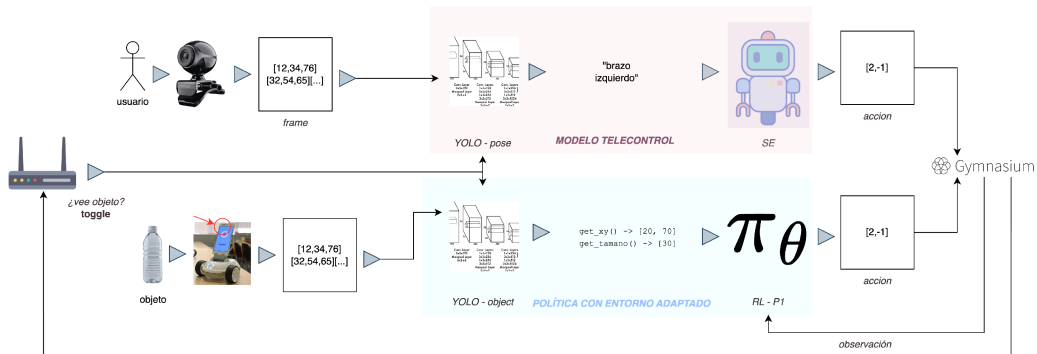 usuario
[12,34,76]
[32,54,65][...]
frame
YOLO - pose
"brazo
izquierdo"
MODELO TELECONTROL
SE
[2,-1]
accion
Gymnasium
¿vee objeto?
toggle
objeto
[12,34,76]
[32,54,65][...]
YOLO - object
get_xy() -> [20, 70]
get_tamano() -> [30]
POLÍTICA CON ENTORNO ADAPTADO
πθ
RL - P1
[2,-1]
accion
observación